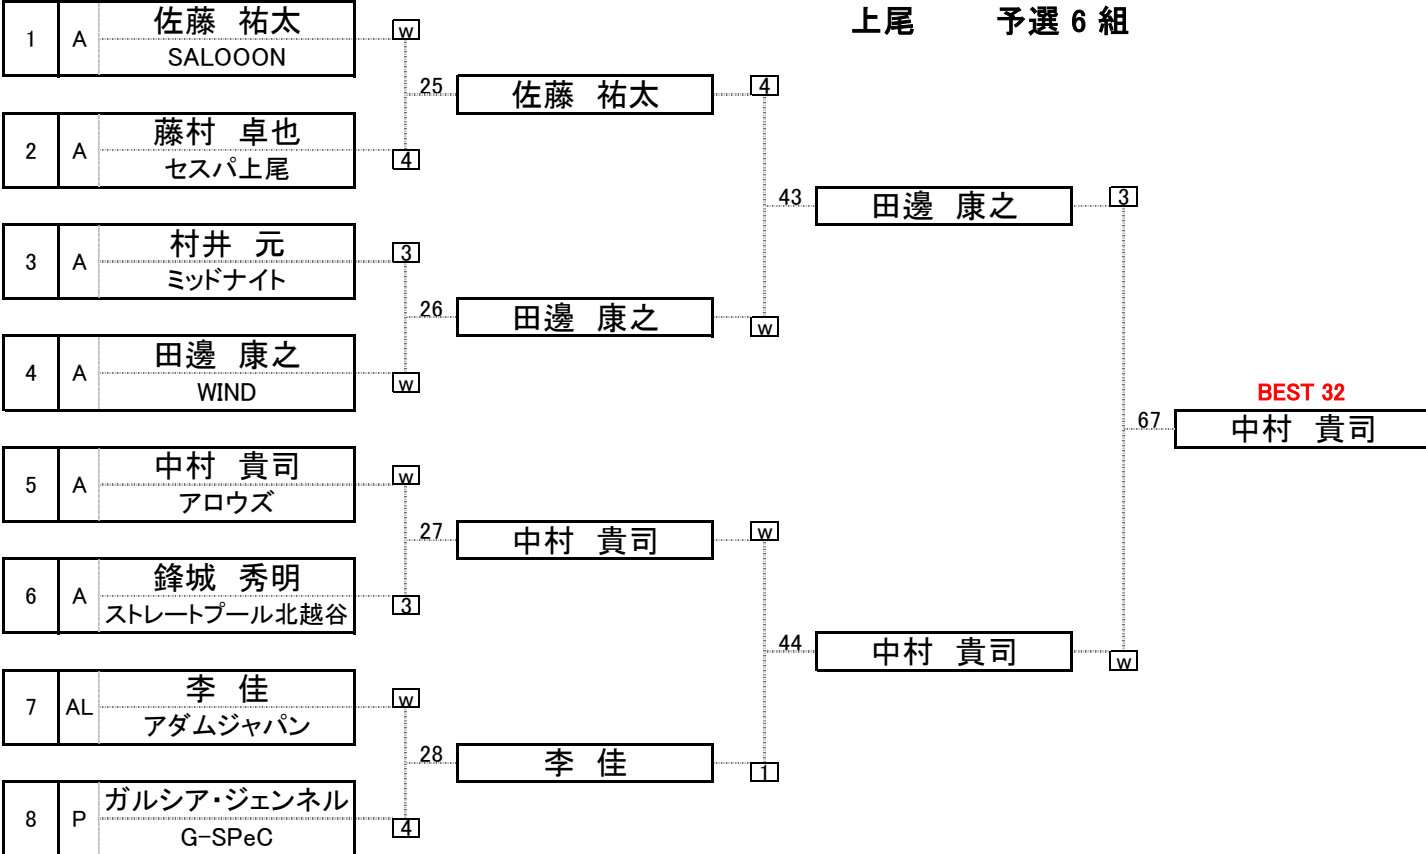 上尾 予選 6 組
1 A 佐藤 祐太
SALOOON
w
25 佐藤 祐太 4
2 A 藤村 卓也
セスパ上尾
4
43 田邊 康之 3
3 A 村井 元
ミッドナイト
3
26 田邊 康之 w
4 A 田邊 康之
WIND
w
BEST 32
67 中村 貴司
5 A 中村 貴司
アロウズ
w
27 中村 貴司 w
6 A 鋒城 秀明
ストレートプール北越谷
3
44 中村 貴司 w
7 AL 李 佳
アダムジャパン
w
28 李 佳 1
8 P ガルシア・ジェンネル
G-SPeC
4